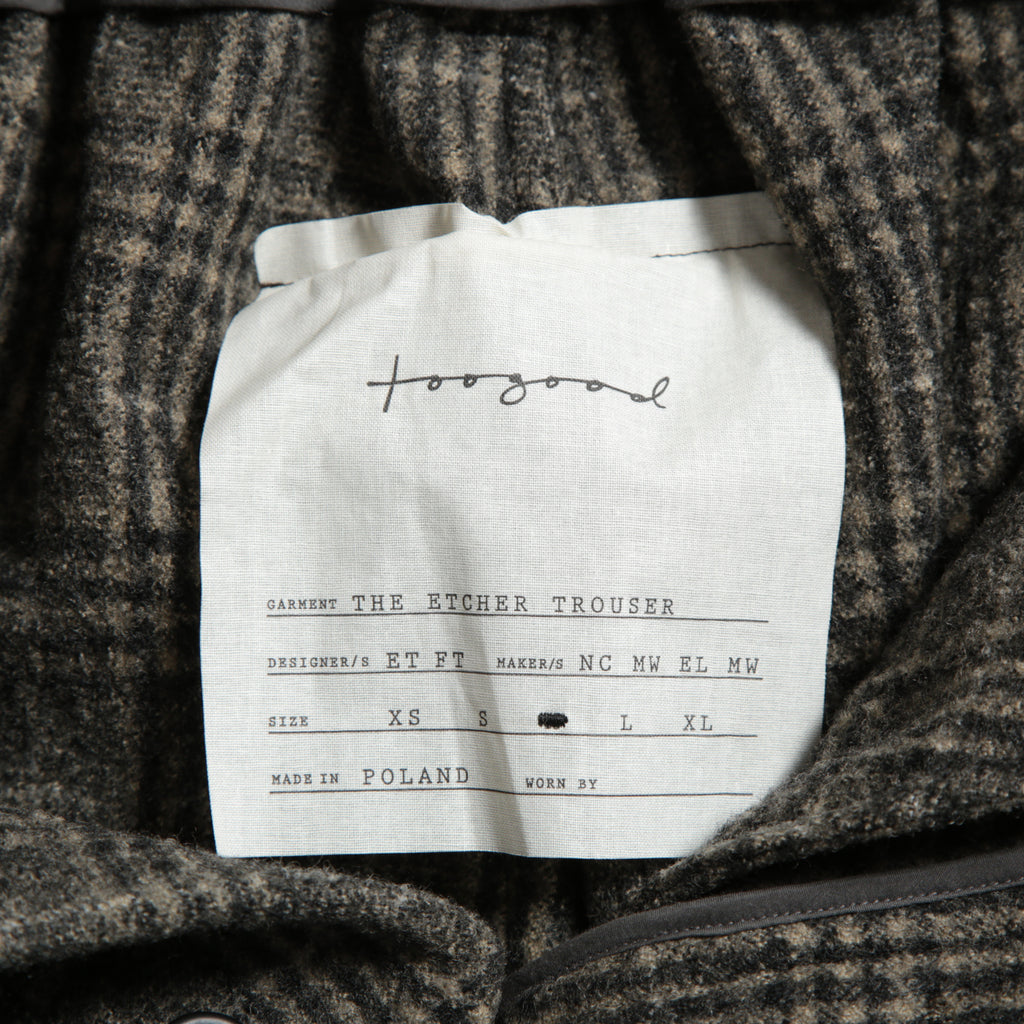 toogood
GARMENT THE ETCHER TROUSER
DESIGNER/S ET FT MAKER/S NC MW EL MW
SIZE XS S L XL
MADE IN POLAND WORN BY